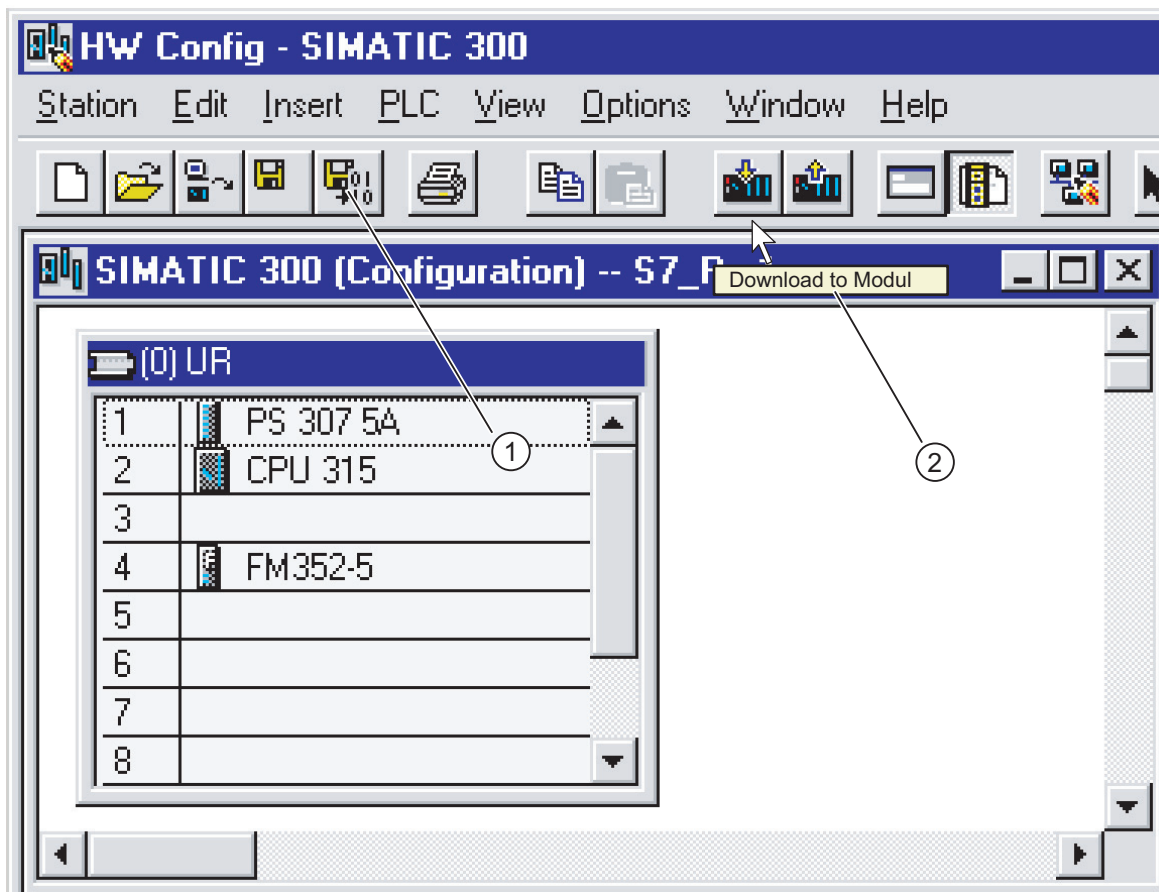 HW Config - SIMATIC 300
Station Edit Insert PLC View Options Window Help
SIMATIC 300 (Configuration) -- S7_
Download to Modul
(0) UR
1 PS 307 5A
1
2 CPU 315
2
3
4 FM352-5
5
6
7
8